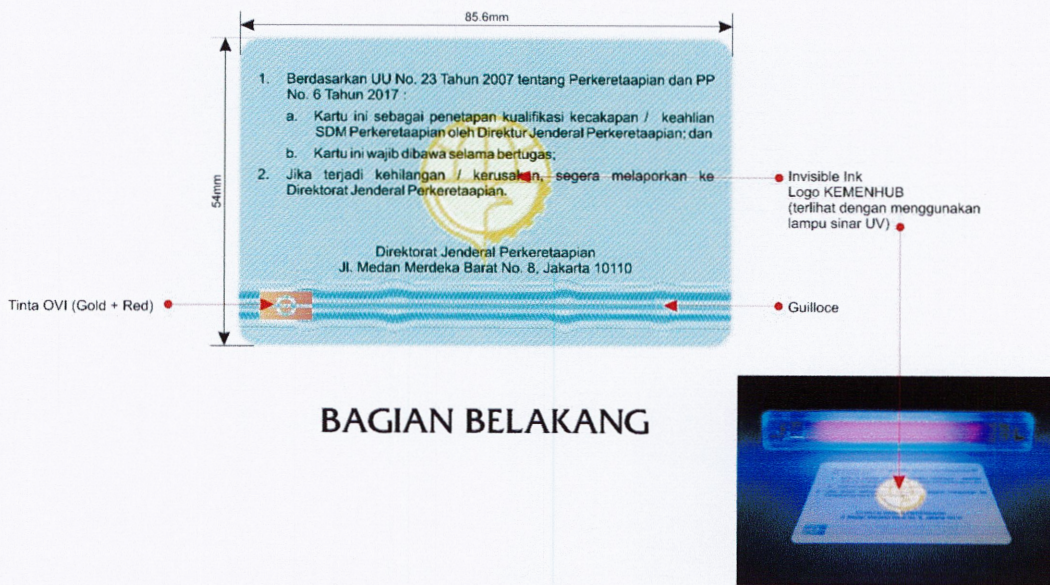 85.6mm
54mm
1. Berdasarkan UU No. 23 Tahun 2007 tentang Perkeretaapian dan PP
No. 6 Tahun 2017 :
a. Kartu ini sebagai penetapan kualifikasi kecakapan / keahlian
SDM Perkeretaapian oleh Direktur Jenderal Perkeretaapian; dan
b. Kartu ini wajib dibawa selama bertugas;
2. Jika terjadi kehilangan / kerusakan, segera melaporkan ke
Direktorat Jenderal Perkeretaapian.
Direktorat Jenderal Perkeretaapian
Jl. Medan Merdeka Barat No. 8, Jakarta 10110
Invisible Ink
Logo KEMENHUB
(terlihat dengan menggunakan
lampu sinar UV)
Tinta OVI (Gold + Red)
Guilloce
BAGIAN BELAKANG